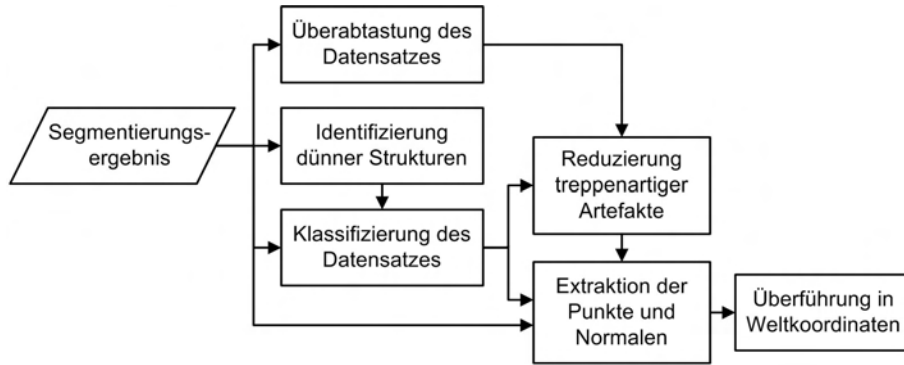 Überabtastung des
Datensatzes
Segmentierungs-
ergebnis
Identifizierung
dünner Strukturen
Reduzierung
treppenartiger
Artefakte
Klassifizierung des
Datensatzes
Extraktion der
Punkte und
Normalen
Überführung in
Weltkoordinaten